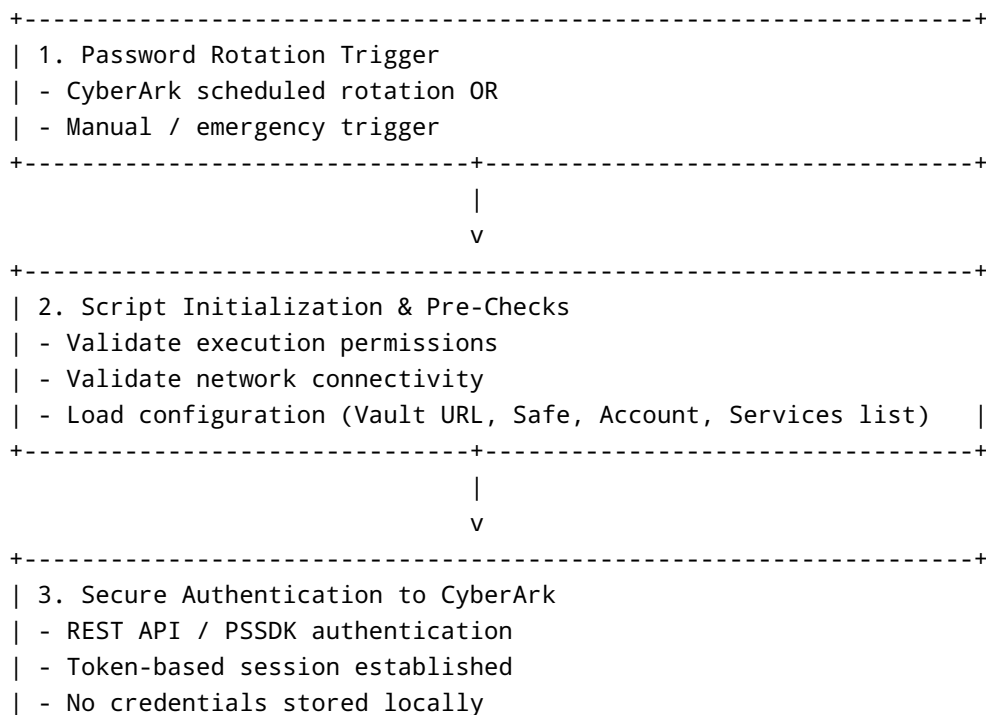 +------------------------------------------------------------------+
| 1. Password Rotation Trigger
| - CyberArk scheduled rotation OR
| - Manual / emergency trigger
+-------------------------------+----------------------------------+
                                |
                                v
+------------------------------------------------------------------+
| 2. Script Initialization & Pre-Checks
| - Validate execution permissions
| - Validate network connectivity
| - Load configuration (Vault URL, Safe, Account, Services list)   |
+-------------------------------+----------------------------------+
                                |
                                v
+------------------------------------------------------------------+
| 3. Secure Authentication to CyberArk
| - REST API / PSSDK authentication
| - Token-based session established
| - No credentials stored locally